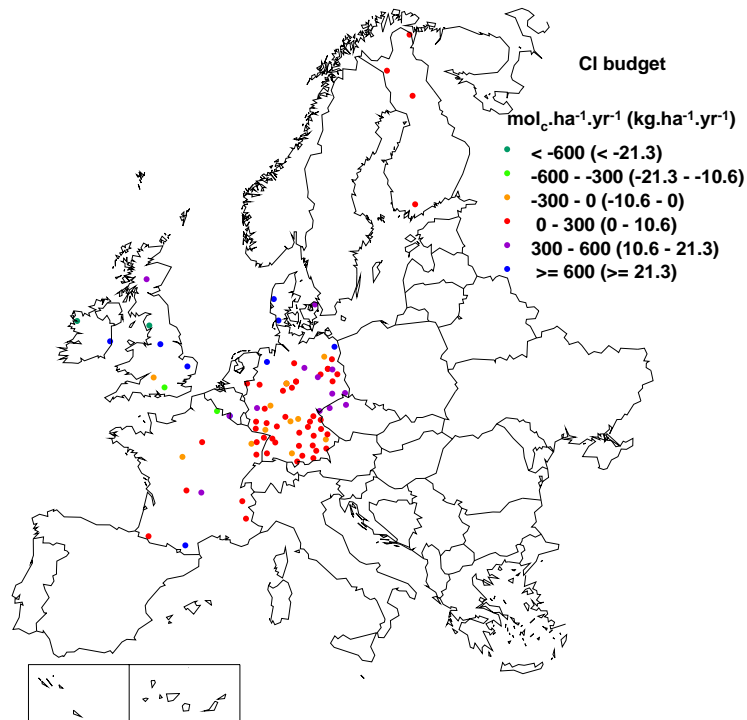 Cl budget
mol_c.ha⁻¹.yr⁻¹ (kg.ha⁻¹.yr⁻¹)
< -600 (< -21.3)
-600 - -300 (-21.3 - -10.6)
-300 - 0 (-10.6 - 0)
0 - 300 (0 - 10.6)
300 - 600 (10.6 - 21.3)
>= 600 (>= 21.3)